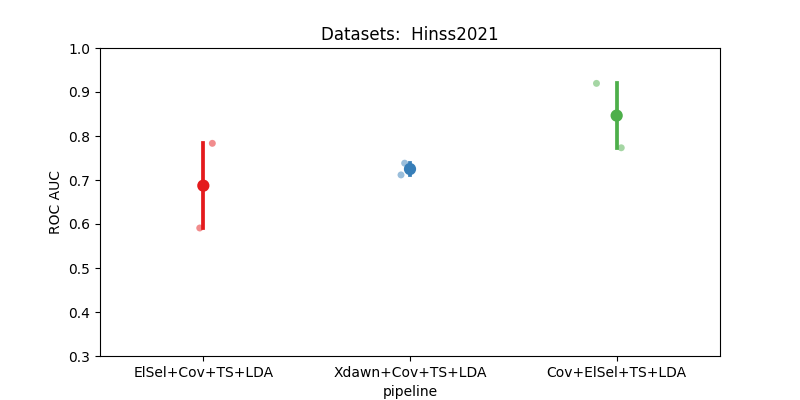 Datasets:  Hinss2021
1.0
0.9
0.8
0.7
0.6
0.5
0.4
0.3
ROC AUC
ElSel+Cov+TS+LDA
Xdawn+Cov+TS+LDA
Cov+ElSel+TS+LDA
pipeline